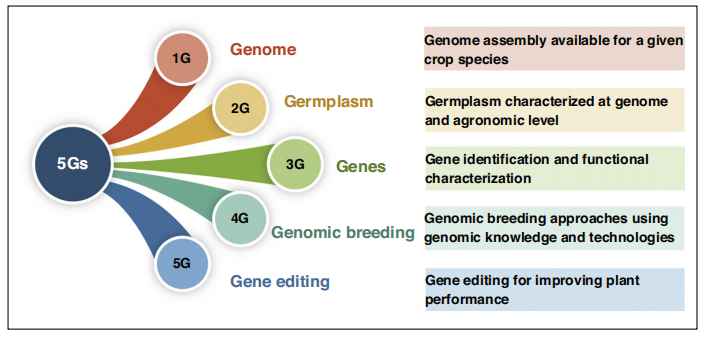 5Gs
1G
Genome
Genome assembly available for a given
crop species
2G
Germplasm
Germplasm characterized at genome
and agronomic level
3G
Genes
Gene identification and functional
characterization
4G
Genomic breeding
Genomic breeding approaches using
genomic knowledge and technologies
5G
Gene editing
Gene editing for improving plant
performance